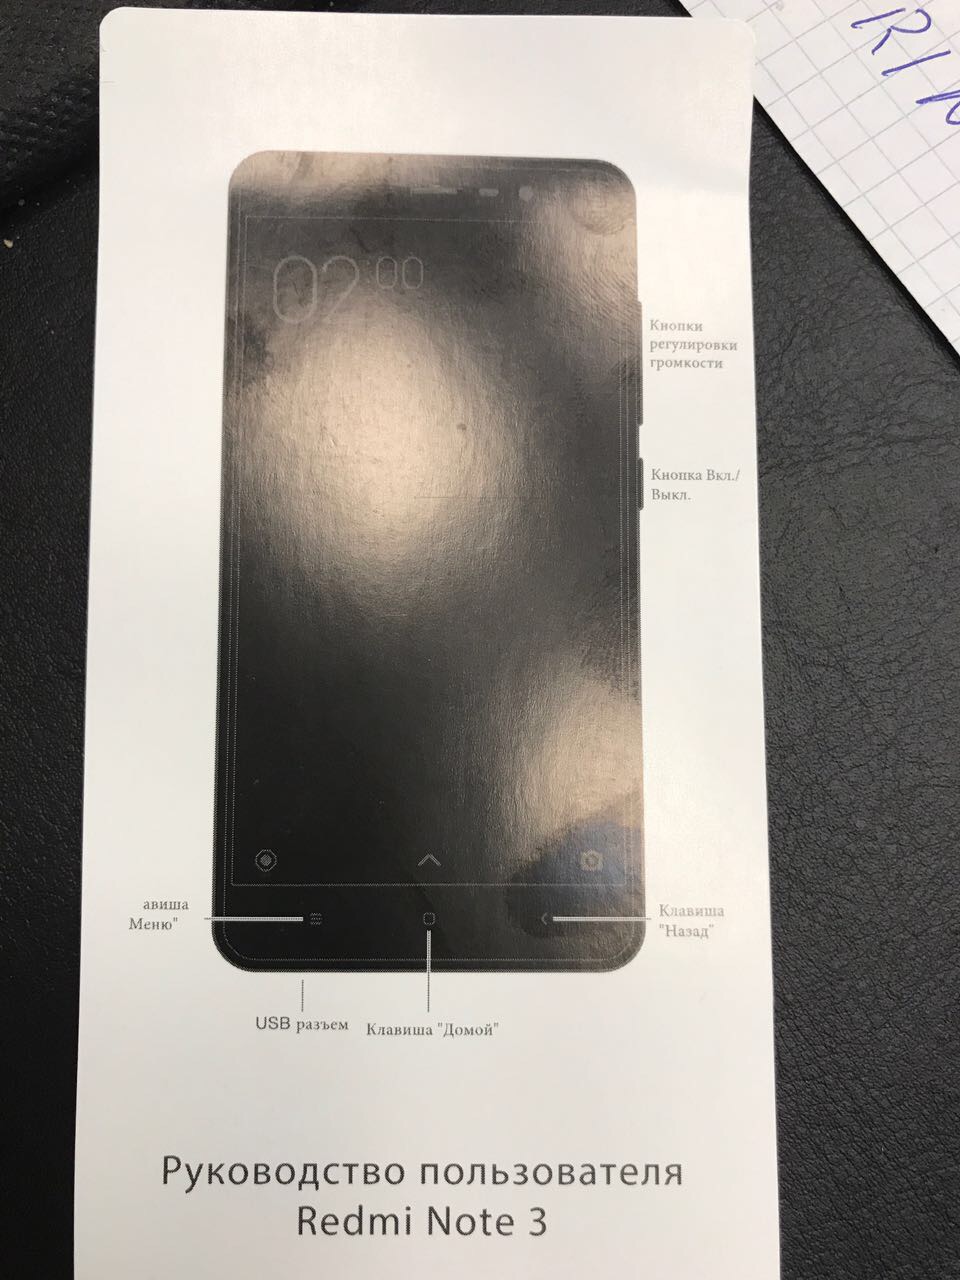 02:00
Кнопки
регулировки
громкости
Кнопка Вкл./
Выкл.
авиша
Меню"
Клавиша
"Назад"
USB разъем
Клавиша "Домой"
Руководство пользователя
Redmi Note 3